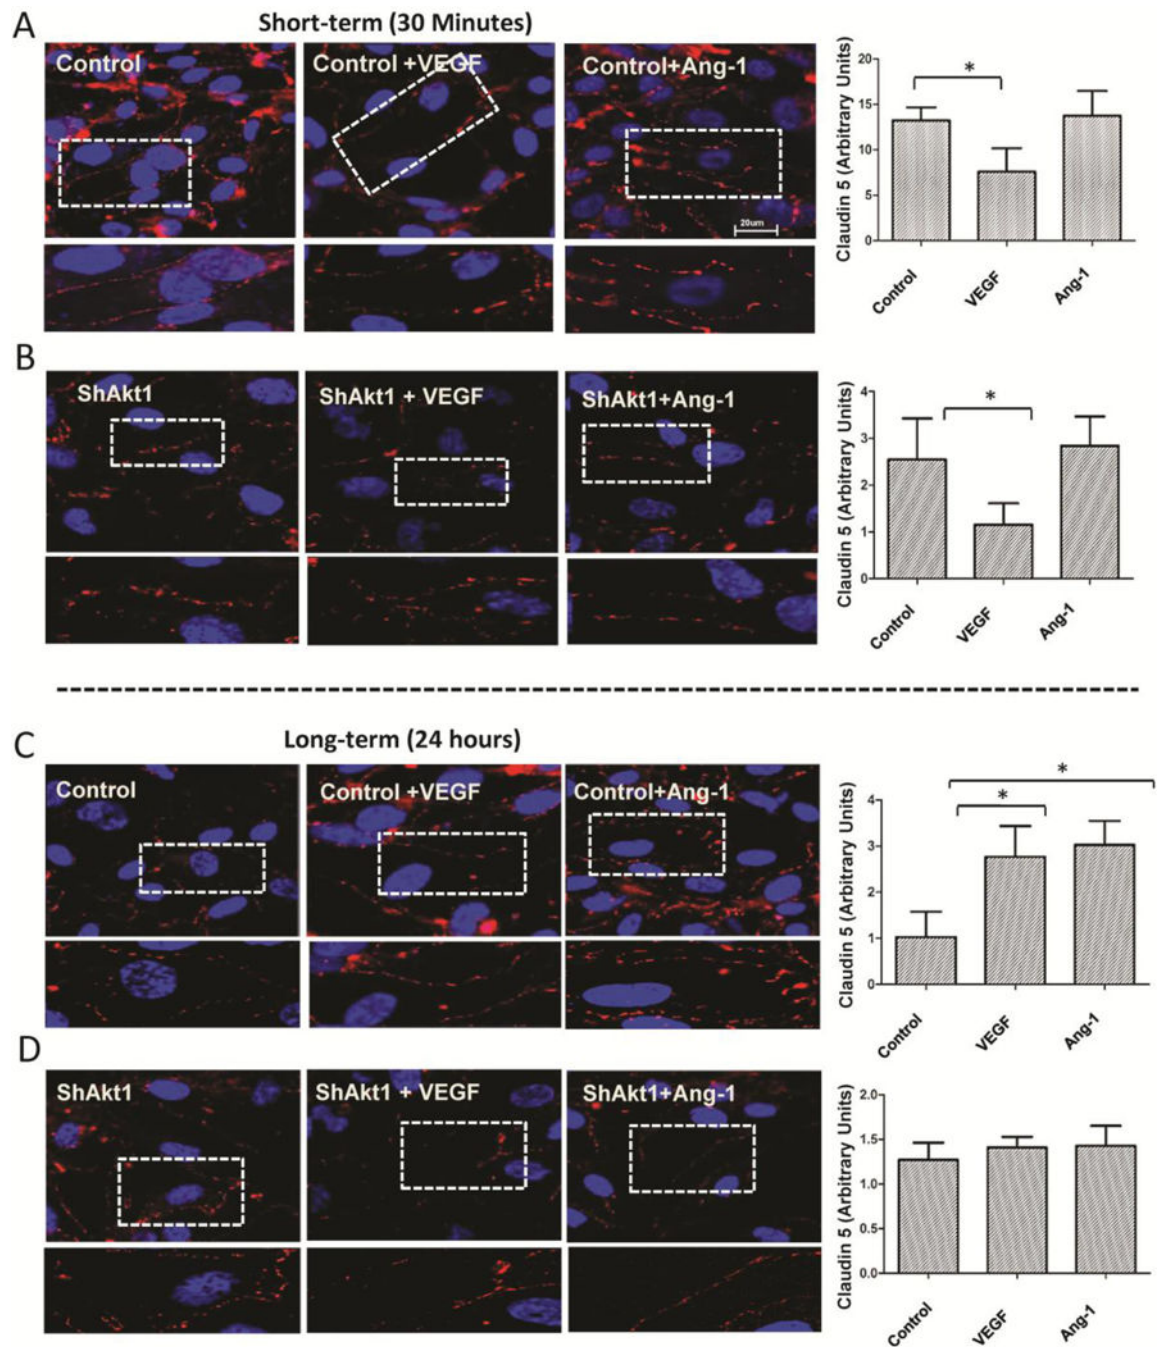 A
Short-term (30 Minutes)
Control
Control +VEGF
Control+Ang-1
20um
Claudin 5 (Arbitrary Units)
20
15
10
5
0
*
Control
VEGF
Ang-1
B
ShAkt1
ShAkt1 + VEGF
ShAkt1+Ang-1
Claudin 5 (Arbitrary Units)
4
3
2
1
0
*
Control
VEGF
Ang-1
C
Long-term (24 hours)
Control
Control +VEGF
Control+Ang-1
Claudin 5 (Arbitrary Units)
4
3
2
1
0
*
*
Control
VEGF
Ang-1
D
ShAkt1
ShAkt1 + VEGF
ShAkt1+Ang-1
Claudin 5 (Arbitrary Units)
2.0
1.5
1.0
0.5
0.0
Control
VEGF
Ang-1